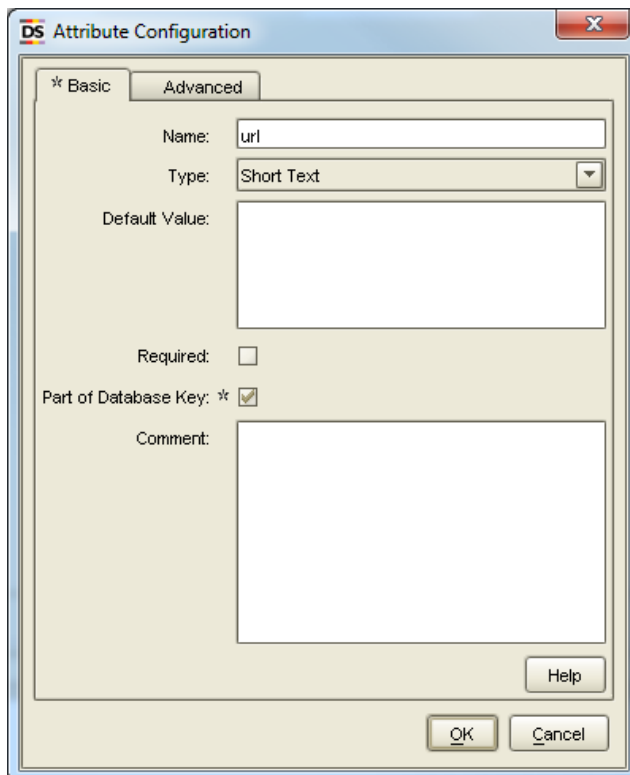 DS Attribute Configuration
* Basic Advanced
Name: url
Type: Short Text
Default Value:
Required:
Part of Database Key: *
Comment:
Help
OK Cancel